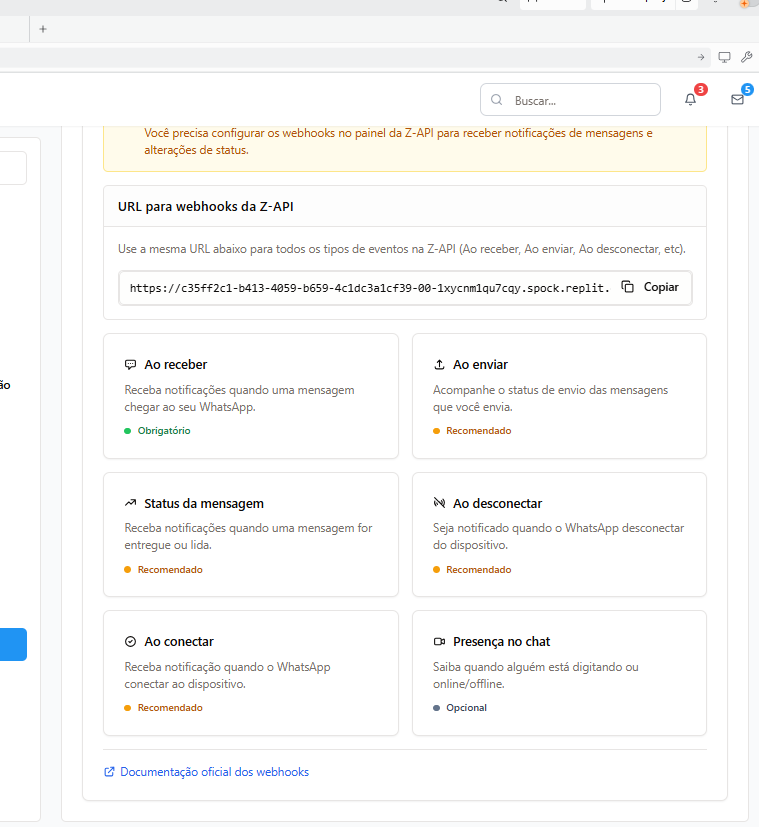 +
Buscar...
3
5
Você precisa configurar os webhooks no painel da Z-API para receber notificações de mensagens e
alterações de status.
URL para webhooks da Z-API
Use a mesma URL abaixo para todos os tipos de eventos na Z-API (Ao receber, Ao enviar, Ao desconectar, etc).
https://c35ff2c1-b413-4059-b659-4c1dc3a1cf39-00-1xycnm1qu7cqy.spock.replit.
Copiar
ão
Ao receber
Receba notificações quando uma mensagem
chegar ao seu WhatsApp.
Obrigatório
Ao enviar
Acompanhe o status de envio das mensagens
que você envia.
Recomendado
Status da mensagem
Receba notificações quando uma mensagem for
entregue ou lida.
Recomendado
Ao desconectar
Seja notificado quando o WhatsApp desconectar
do dispositivo.
Recomendado
Ao conectar
Receba notificação quando o WhatsApp
conectar ao dispositivo.
Recomendado
Presença no chat
Saiba quando alguém está digitando ou
online/offline.
Opcional
Documentação oficial dos webhooks